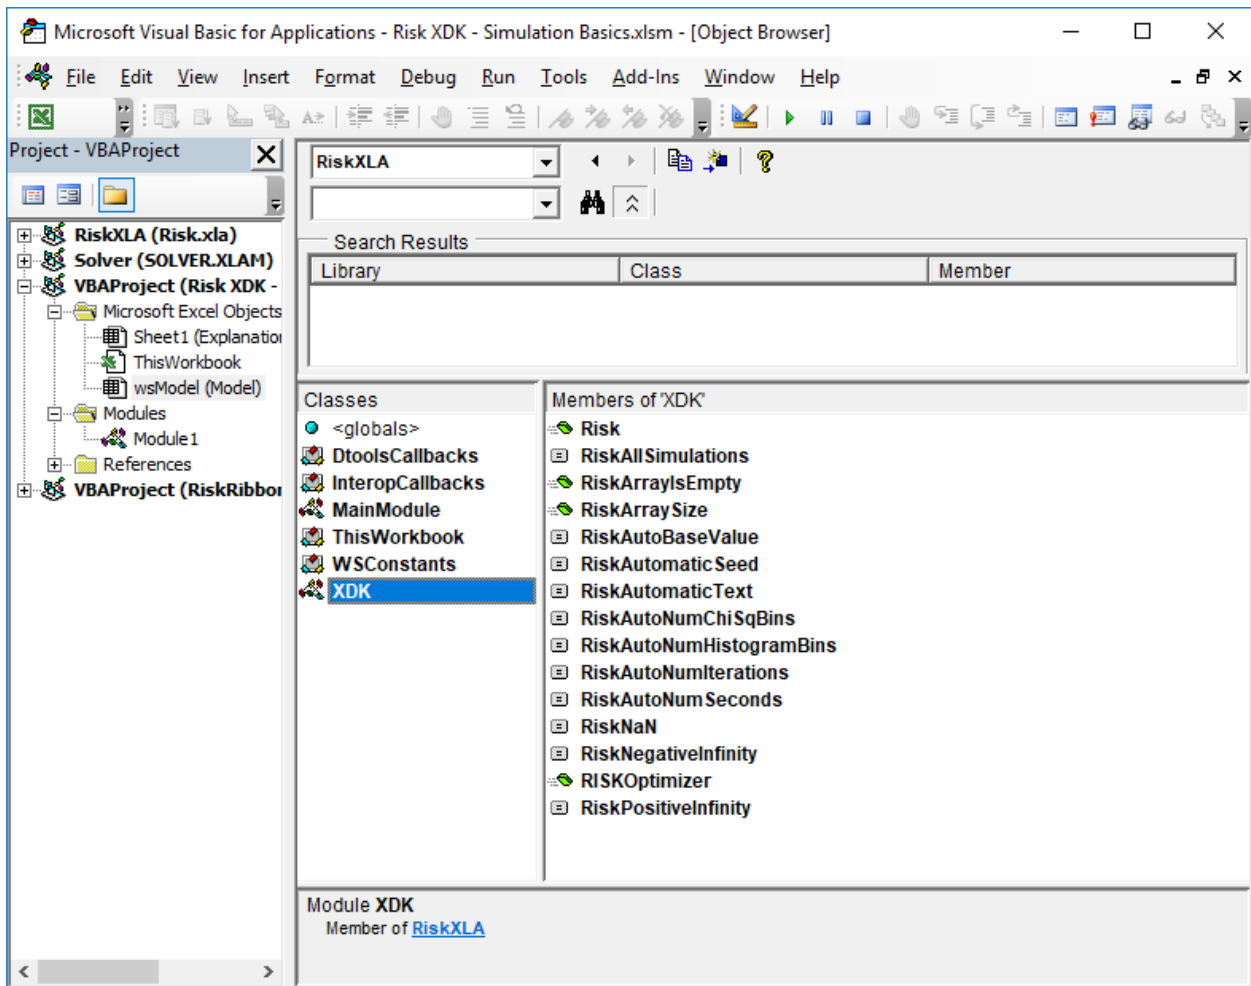 Microsoft Visual Basic for Applications - Risk XDK - Simulation Basics.xlsm - [Object Browser]
File Edit View Insert Format Debug Run Tools Add-Ins Window Help
Project - VBAProject
RiskXLA (Risk.xla)
Solver (SOLVER.XLAM)
VBAProject (Risk XDK -
Microsoft Excel Objects
Sheet1 (Explanation
ThisWorkbook
wsModel (Model)
Modules
Module1
References
VBAProject (RiskRibbon
RiskXLA
Search Results
Library Class Member
Classes
<globals>
DtoolsCallbacks
InteropCallbacks
MainModule
ThisWorkbook
WSConstants
XDK
Members of 'XDK'
Risk
RiskAllSimulations
RiskArrayIsEmpty
RiskArraySize
RiskAutoBaseValue
RiskAutomaticSeed
RiskAutomaticText
RiskAutoNumChiSqBins
RiskAutoNumHistogramBins
RiskAutoNumIterations
RiskAutoNumSeconds
RiskNaN
RiskNegativeInfinity
RISKOptimizer
RiskPositiveInfinity
Module XDK
Member of RiskXLA